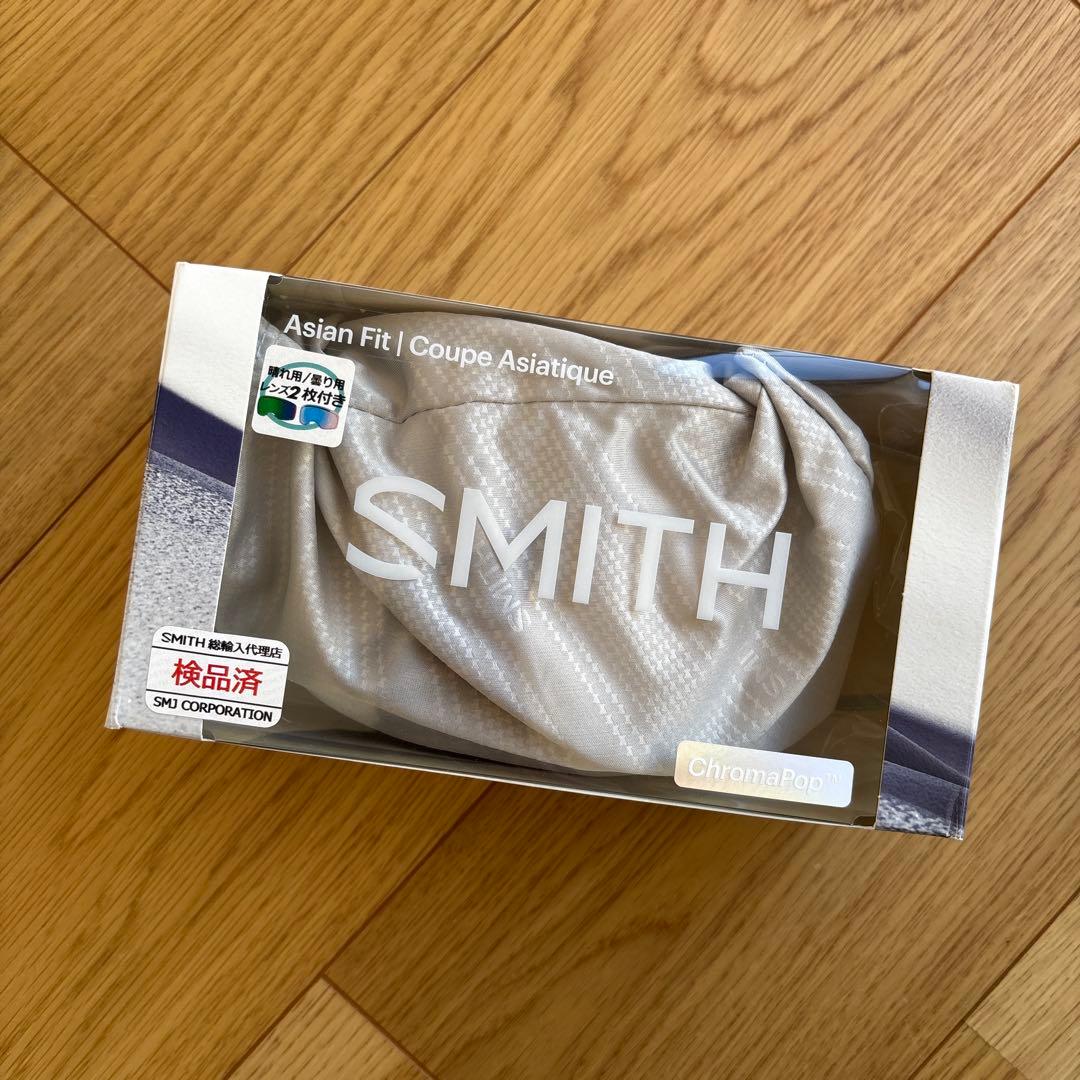 Asian Fit | Coupe Asiatique
晴れ用/曇り用
レンズ2枚付き
SMITH
SMITH 総輸入代理店
検品済
SMJ CORPORATION
ChromaPop™